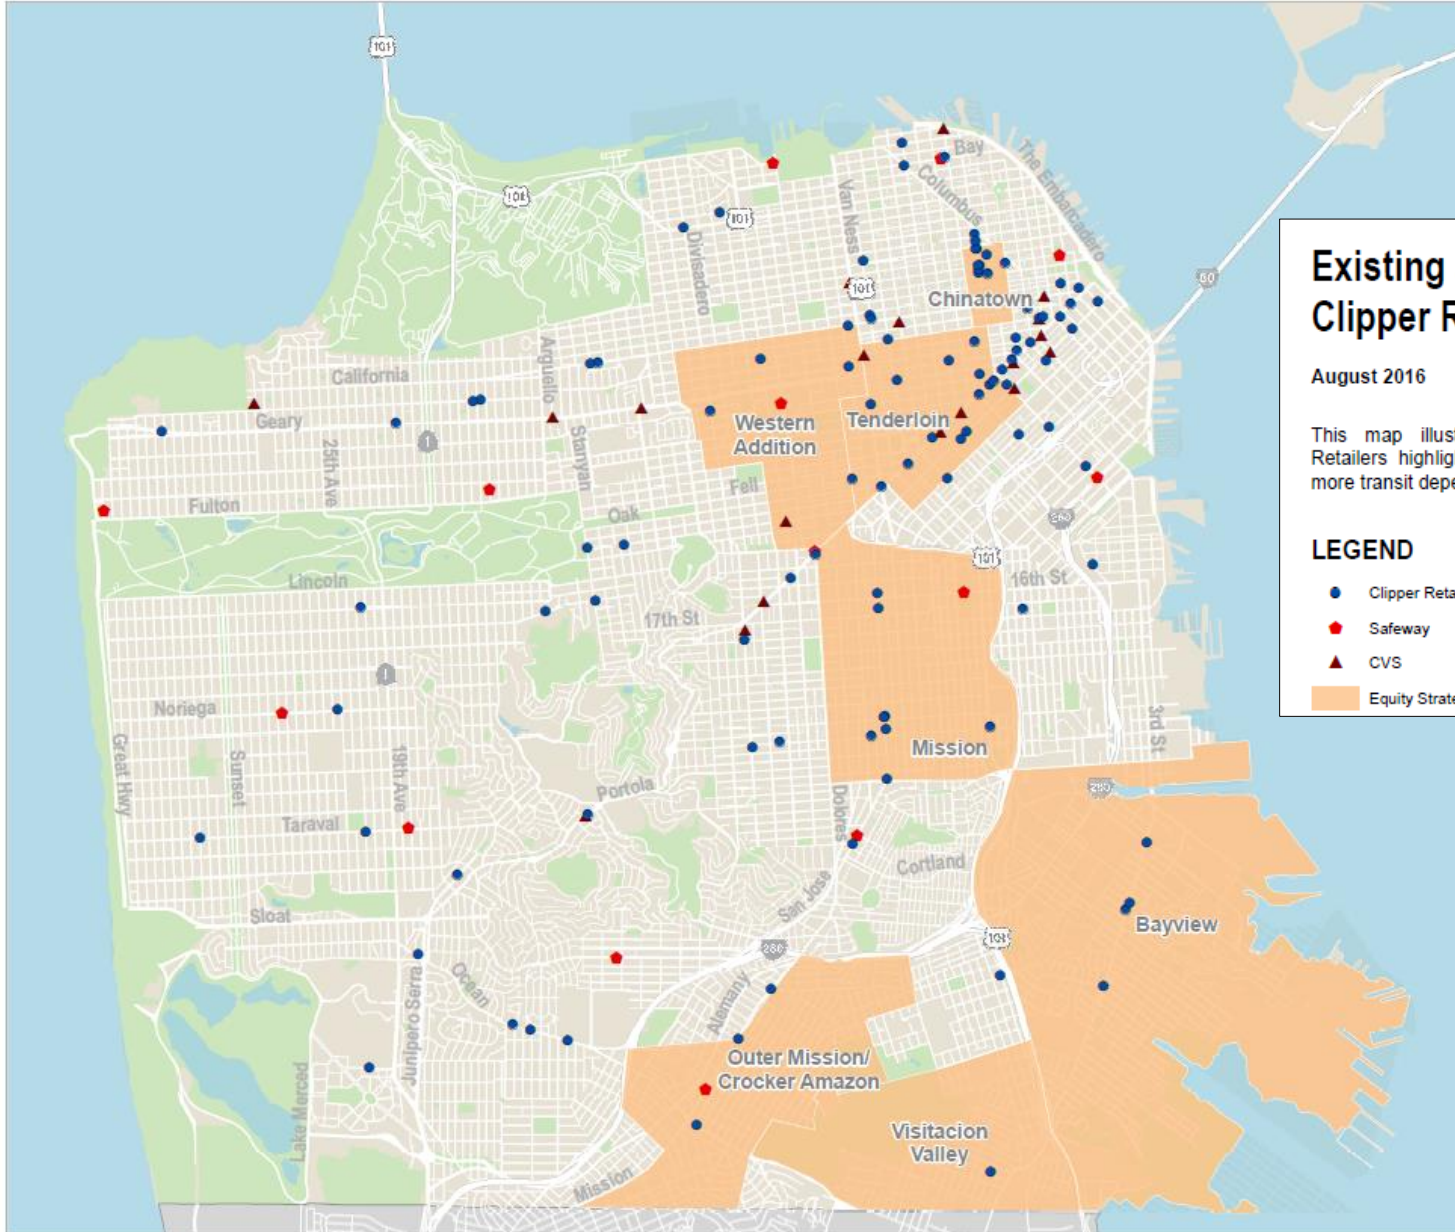 101
101
101
Bay
The Embarcadero
Columbus
Van Ness
Divisadero
80
101
Chinatown
California
Arguello
Geary
1
25th Ave
Stanyan
Western
Addition
Tenderloin
Fulton
Fell
Oak
280
101
16th St
Lincoln
17th St
1
Noriega
Great Hwy
Sunset
19th Ave
Taraval
Portola
Dolores
Mission
3rd St
280
Cortland
San Jose
Sloat
Bayview
280
101
Ocean
Junipero Serra
Alemany
Lake Merced
Outer Mission/
Crocker Amazon
Visitacion
Valley
Mission
Existing
Clipper R
August 2016
This map illust
Retailers highlig
more transit depe
LEGEND
Clipper Reta
Safeway
CVS
Equity Strate